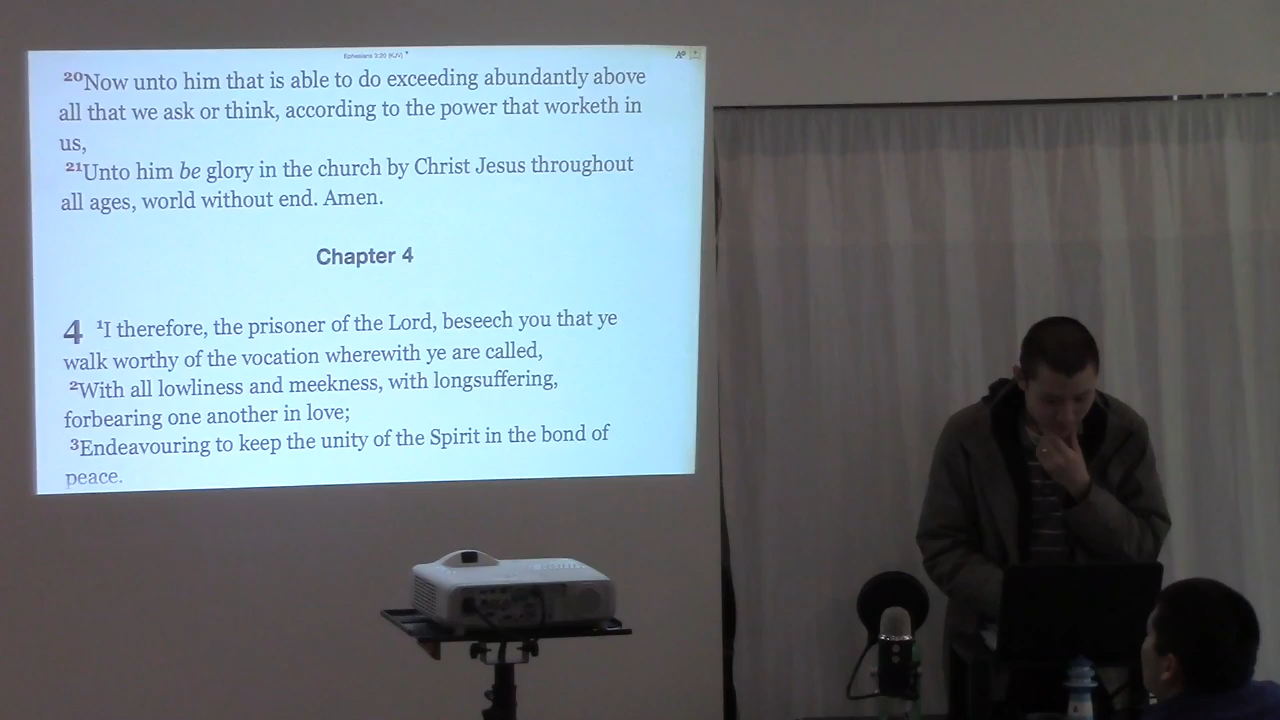 Ephesians 3:20 (KJV)
20Now unto him that is able to do exceeding abundantly above
all that we ask or think, according to the power that worketh in
us,
21Unto him be glory in the church by Christ Jesus throughout
all ages, world without end. Amen.
Chapter 4
4 1I therefore, the prisoner of the Lord, beseech you that ye
walk worthy of the vocation wherewith ye are called,
2With all lowliness and meekness, with longsuffering,
forbearing one another in love;
3Endeavouring to keep the unity of the Spirit in the bond of
peace.